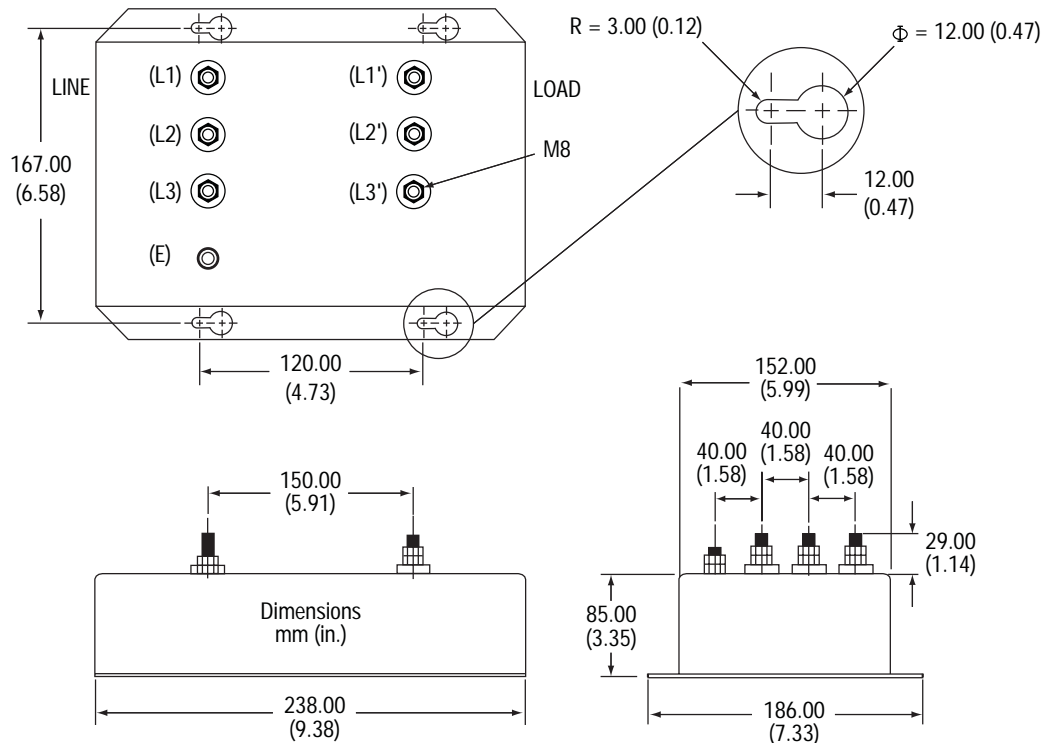 R = 3.00 (0.12)
Φ = 12.00 (0.47)
LINE
(L1)
(L1')
LOAD
(L2)
(L2')
M8
167.00
(6.58)
(L3)
(L3')
12.00
(0.47)
(E)
120.00
(4.73)
152.00
(5.99)
40.00
(1.58)
40.00
(1.58)
40.00
(1.58)
150.00
(5.91)
29.00
(1.14)
Dimensions
mm (in.)
85.00
(3.35)
238.00
(9.38)
186.00
(7.33)